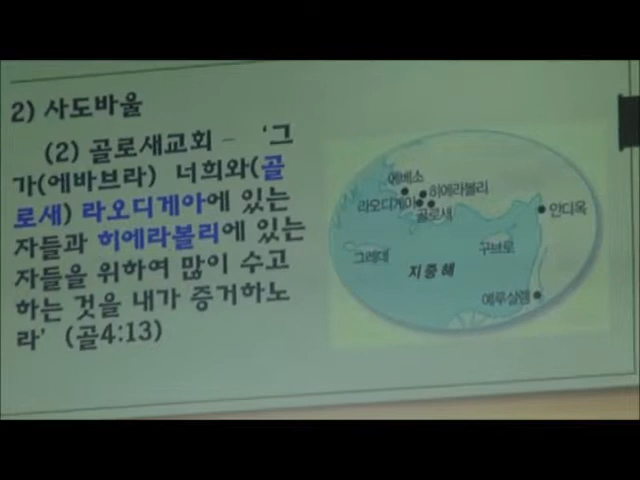 2) 사도바울
(2) 골로새교회 - '그
가(에바브라) 너희와(골
로새) 라오디게아에 있는
자들과 히에라볼리에 있는
자들을 위하여 많이 수고
하는 것을 내가 증거하노
라' (골4:13)
에베소
히에라볼리
라오디게아
골로새
안디옥
그레데
구브로
지중해
예루살렘